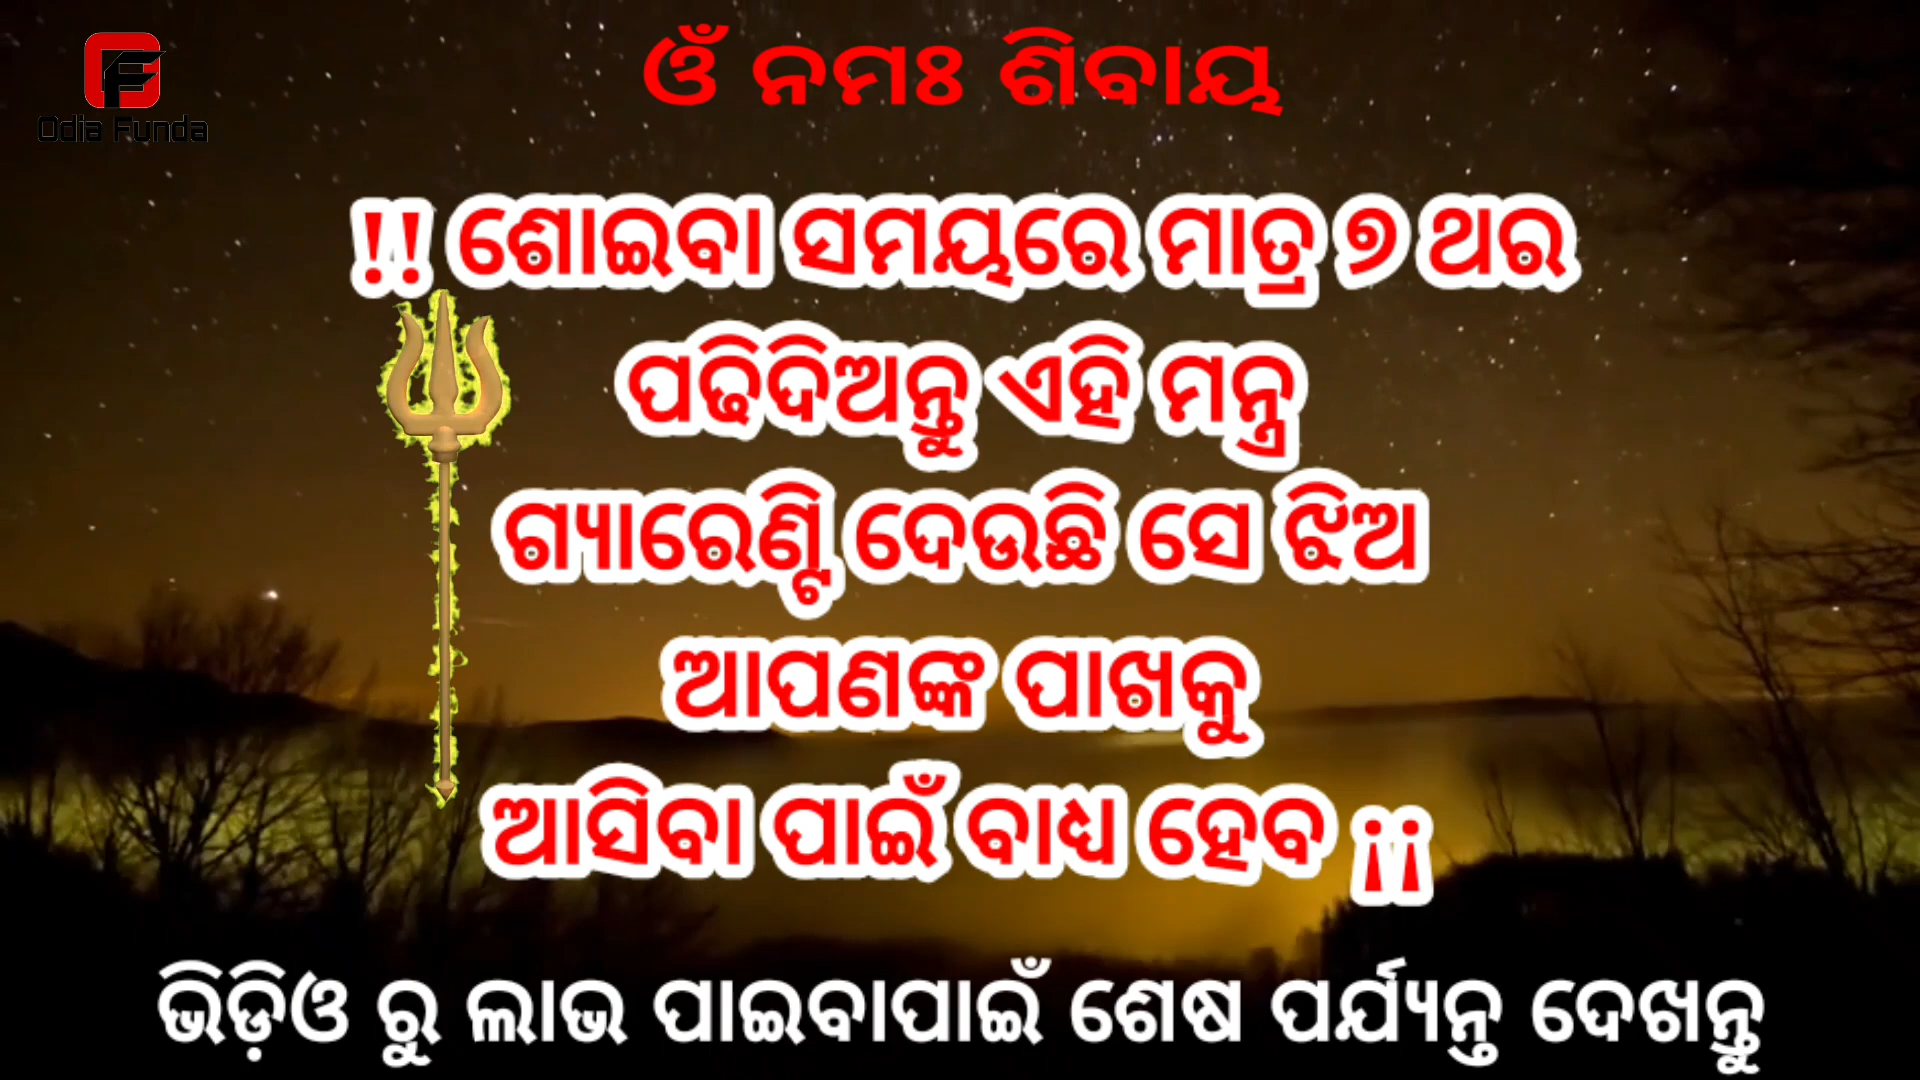 ଓଁ ନମଃ ଶିବାୟ
Odia Funda
!! ଶୋଇବା ସମୟରେ ମାତ୍ର ୭ ଥର
ପଢିଦିଅନ୍ତୁ ଏହି ମନ୍ତ୍ର
ଗ୍ୟାରେଣ୍ଟି ଦେଉଛି ସେ ଝିଅ
ଆପଣଙ୍କ ପାଖକୁ
ଆସିବା ପାଇଁ ବାଧ୍ୟ ହେବ ¡¡
ଭିଡ଼ିଓ ରୁ ଲାଭ ପାଇବାପାଇଁ ଶେଷ ପର୍ଯ୍ୟନ୍ତ ଦେଖନ୍ତୁ